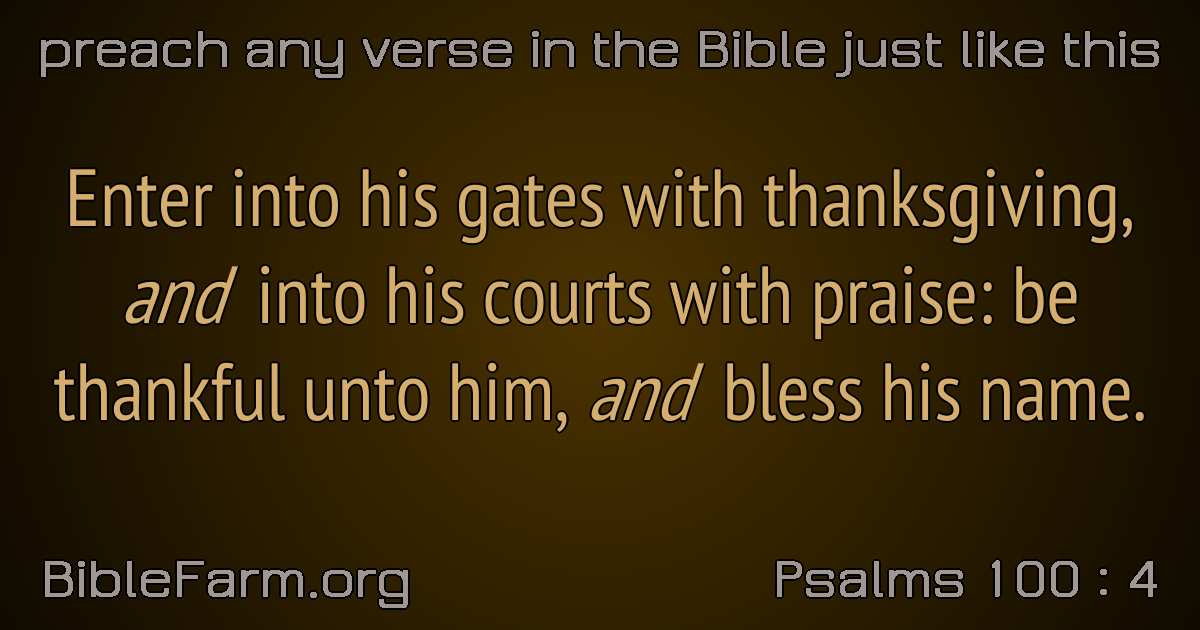 preach any verse in the Bible just like this
Enter into his gates with thanksgiving,
and into his courts with praise: be
thankful unto him, and bless his name.
BibleFarm.org
Psalms 100 : 4